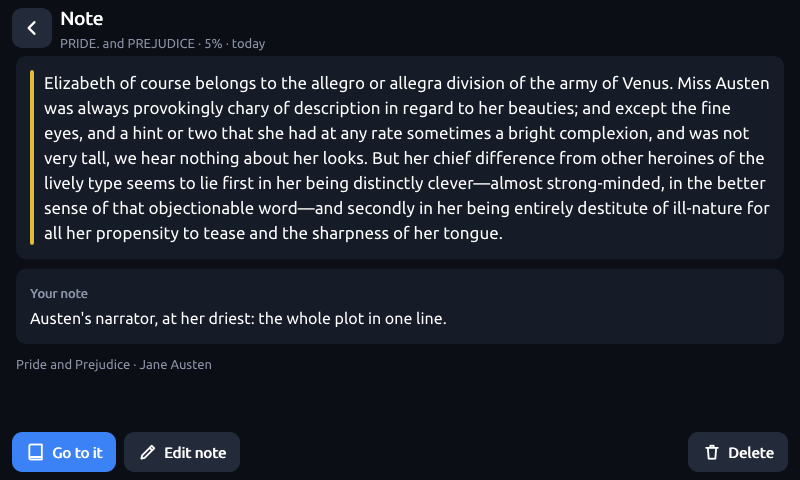 Note
PRIDE. and PREJUDICE · 5% · today
Elizabeth of course belongs to the allegro or allegra division of the army of Venus. Miss Austen
was always provokingly chary of description in regard to her beauties; and except the fine
eyes, and a hint or two that she had at any rate sometimes a bright complexion, and was not
very tall, we hear nothing about her looks. But her chief difference from other heroines of the
lively type seems to lie first in her being distinctly clever—almost strong-minded, in the better
sense of that objectionable word—and secondly in her being entirely destitute of ill-nature for
all her propensity to tease and the sharpness of her tongue.
Your note
Austen's narrator, at her driest: the whole plot in one line.
Pride and Prejudice · Jane Austen
Go to it
Edit note
Delete